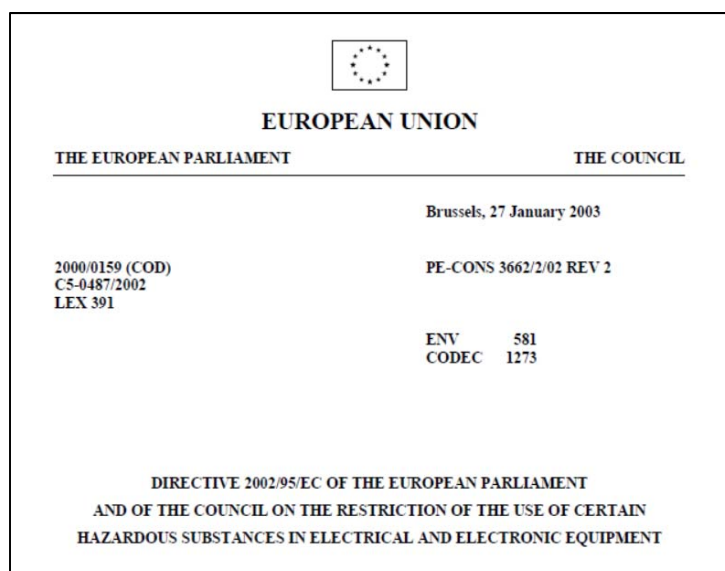 EUROPEAN UNION
THE EUROPEAN PARLIAMENT THE COUNCIL
Brussels, 27 January 2003
2000/0159 (COD) PE-CONS 3662/2/02 REV 2
C5-0487/2002
LEX 391
ENV 581
CODEC 1273
DIRECTIVE 2002/95/EC OF THE EUROPEAN PARLIAMENT
AND OF THE COUNCIL ON THE RESTRICTION OF THE USE OF CERTAIN
HAZARDOUS SUBSTANCES IN ELECTRICAL AND ELECTRONIC EQUIPMENT